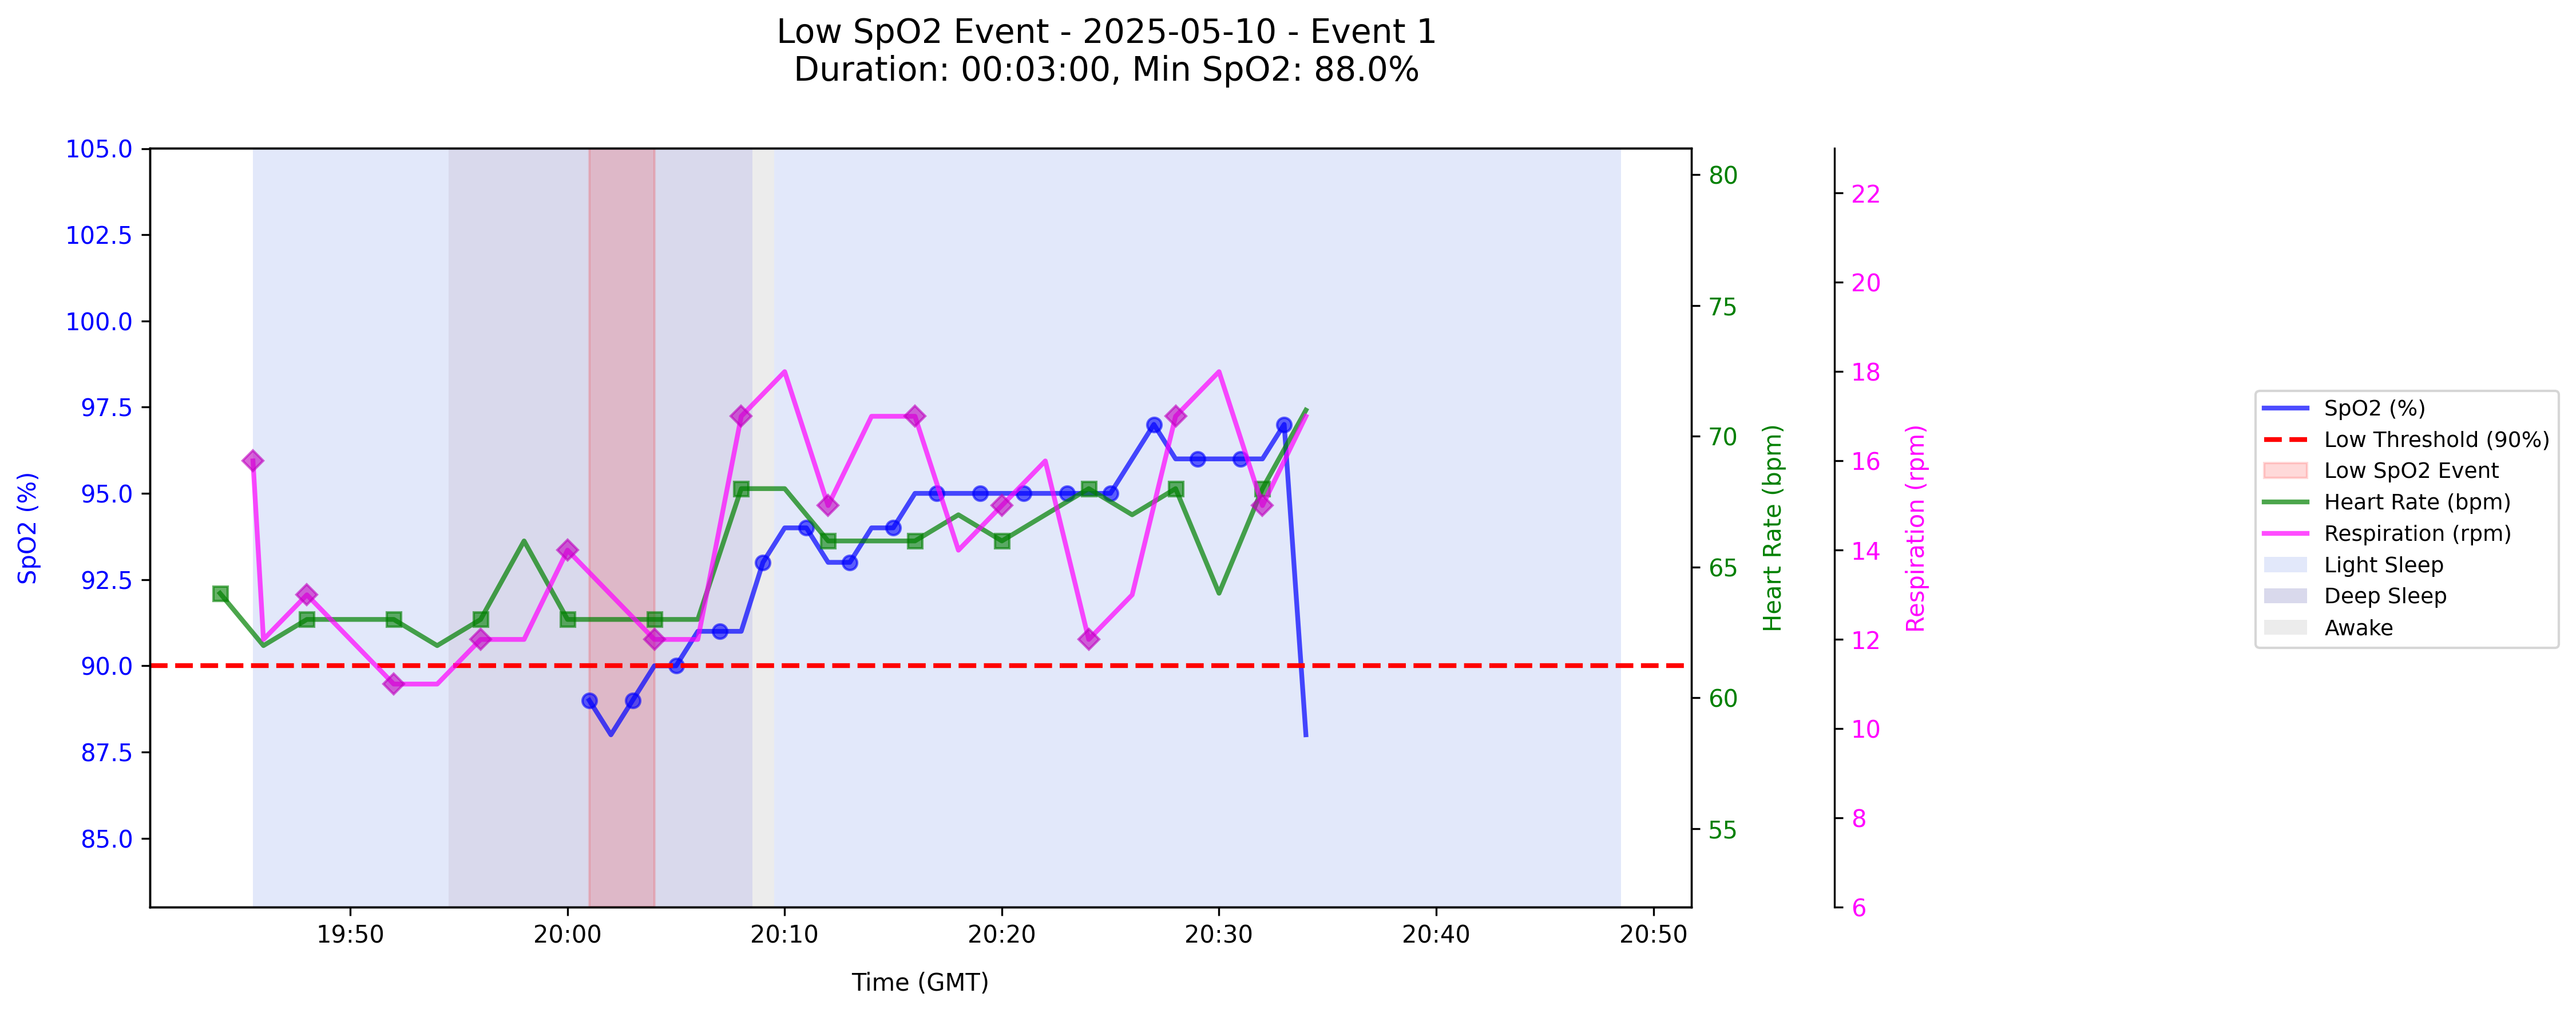 Low SpO2 Event - 2025-05-10 - Event 1
Duration: 00:03:00, Min SpO2: 88.0%
105.0
102.5
100.0
97.5
95.0
92.5
90.0
87.5
85.0
SpO2 (%)
80
75
70
65
60
55
Heart Rate (bpm)
22
20
18
16
14
12
10
8
6
Respiration (rpm)
SpO2 (%)
Low Threshold (90%)
Low SpO2 Event
Heart Rate (bpm)
Respiration (rpm)
Light Sleep
Deep Sleep
Awake
19:50 20:00 20:10 20:20 20:30 20:40 20:50
Time (GMT)